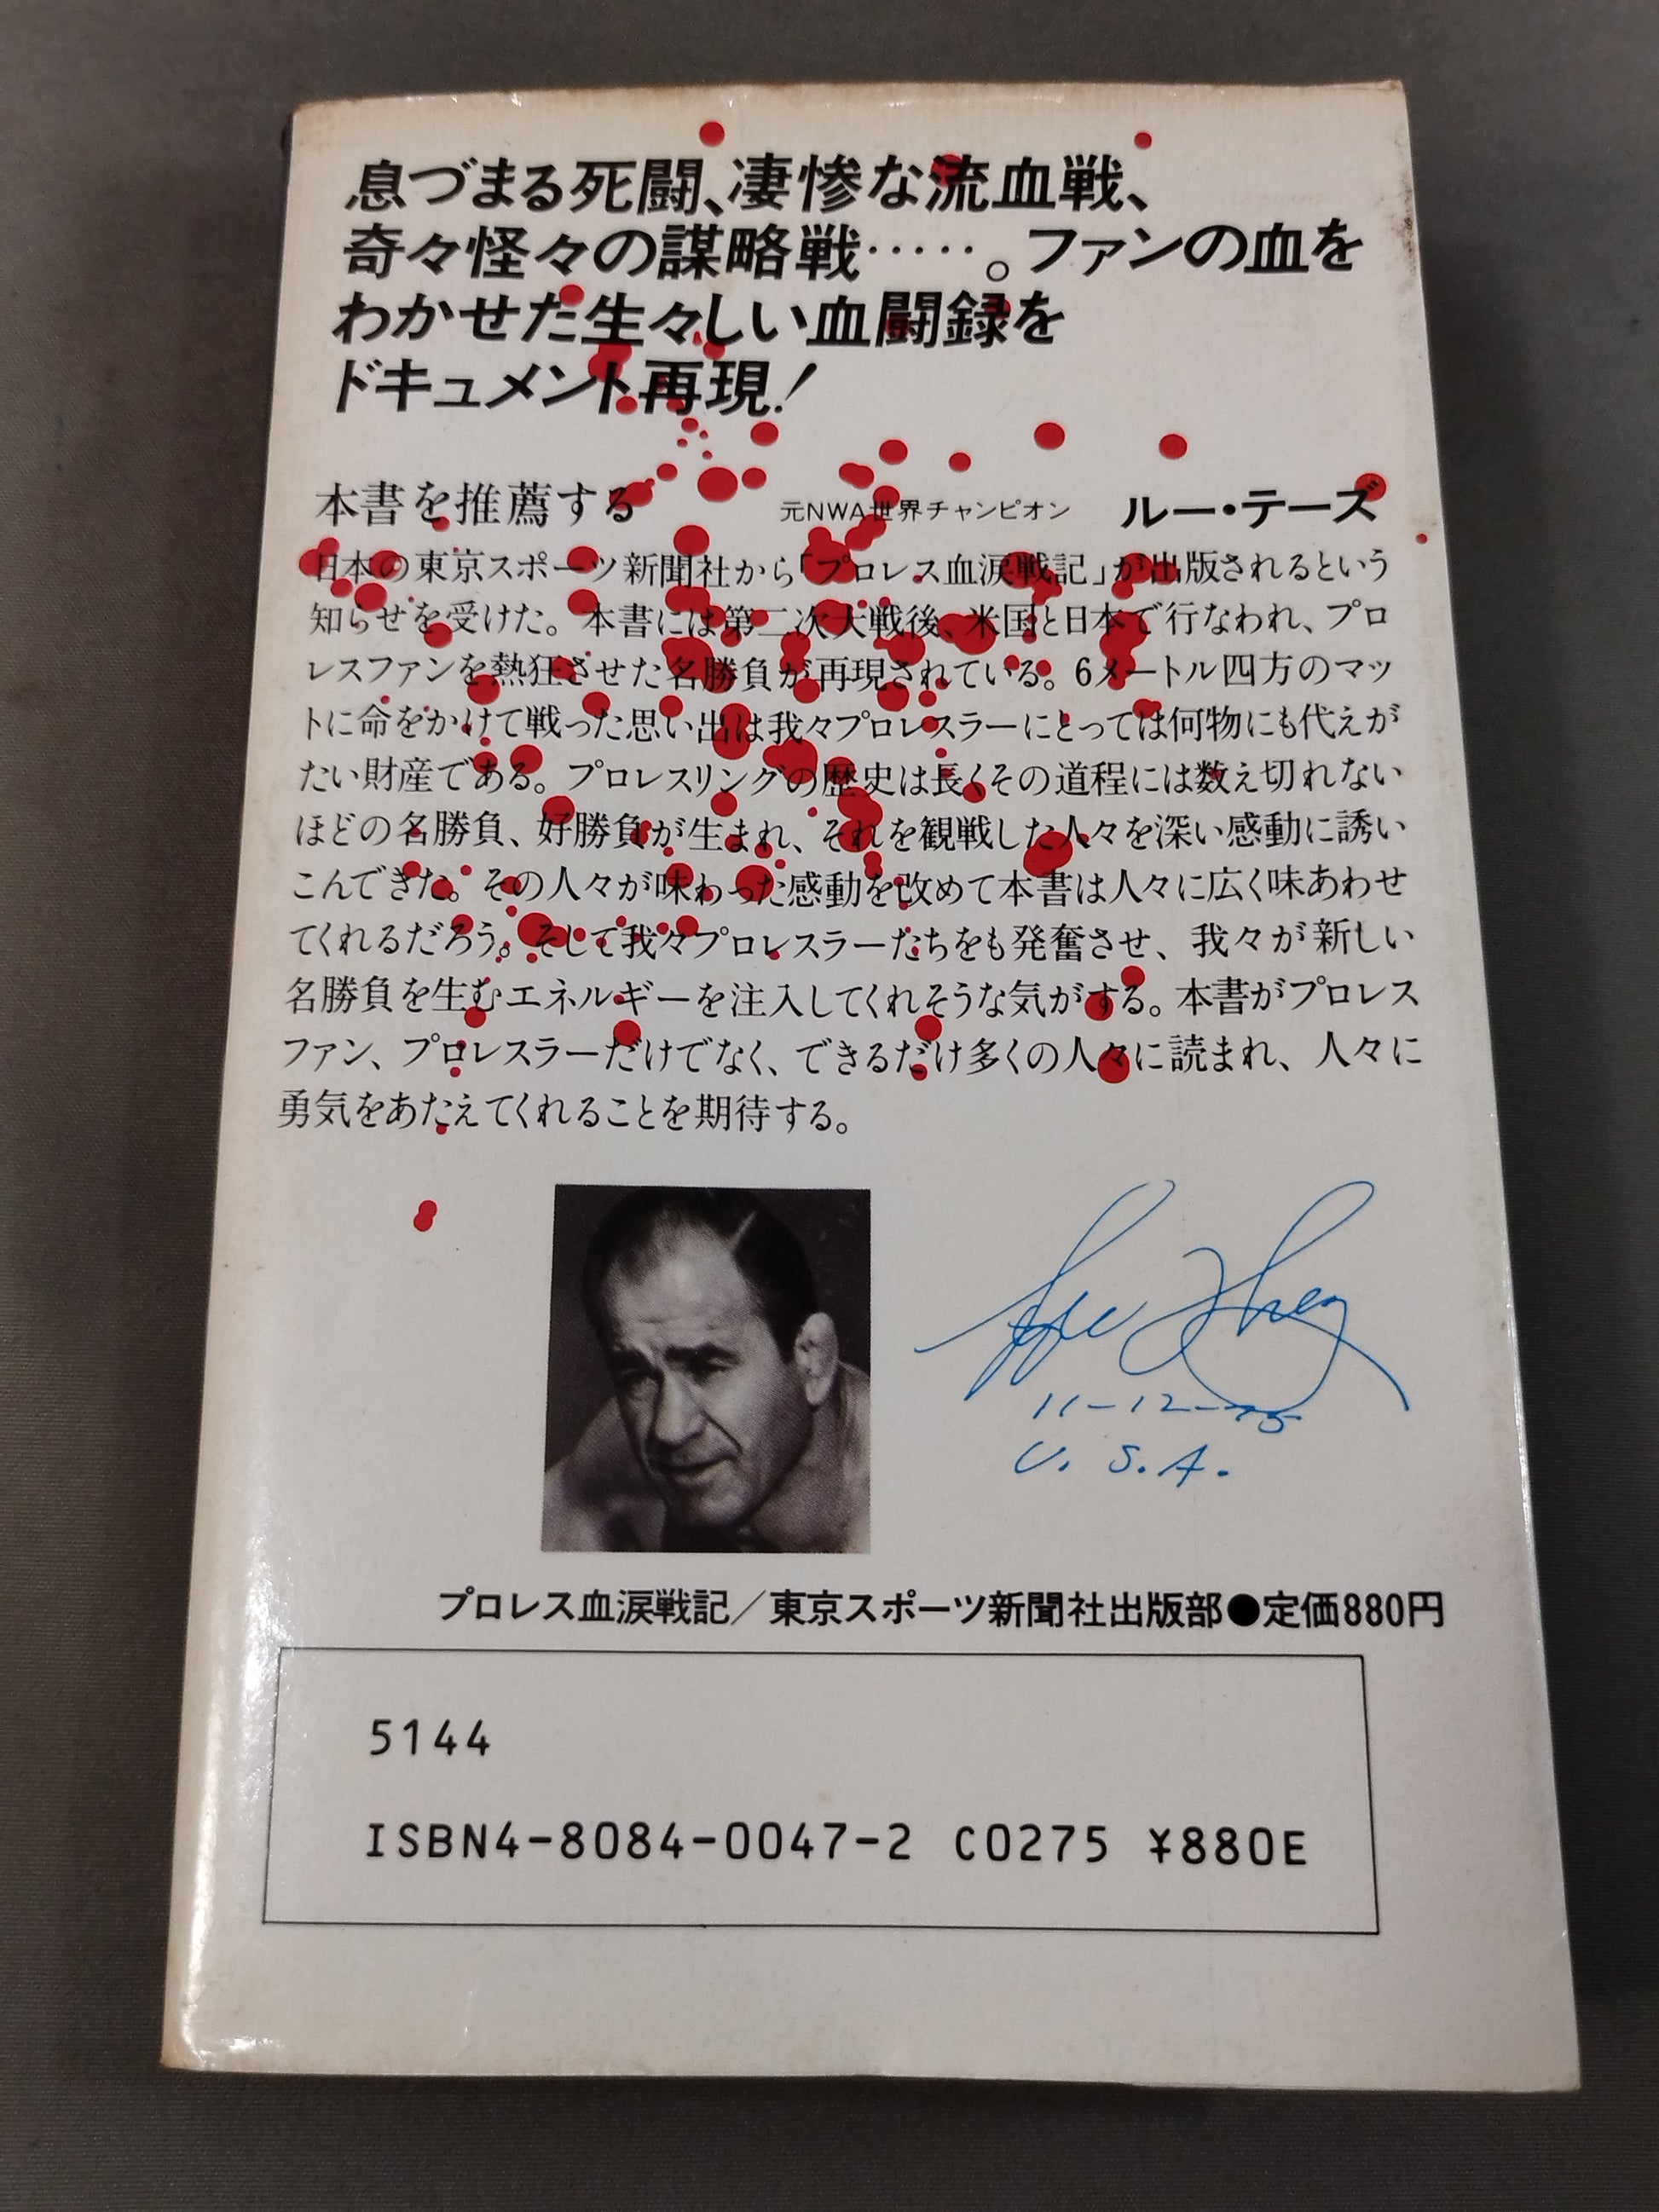 息づまる死闘、凄惨な流血戦、
奇々怪々の謀略戦‥‥‥。ファンの血を
わかせた生々しい血闘録を
ドキュメント再現!
本書を推薦する 元NWA世界チャンピオン ルー・テーズ
日本の東京スポーツ新聞社から「プロレス血涙戦記」が出版されるという
知らせを受けた。本書には第二次大戦後、米国と日本で行なわれ、プロ
レスファンを熱狂させた名勝負が再現されている。6メートル四方のマッ
トに命をかけて戦った思い出は我々プロレスラーにとっては何物にも代えが
たい財産である。プロレスリングの歴史は長くその道程には数え切れない
ほどの名勝負、好勝負が生まれ、それを観戦した人々を深い感動に誘い
こんできた。その人々が味わった感動を改めて本書は人々に広く味あわせ
てくれるだろう。そして我々プロレスラーたちをも発奮させ、我々が新しい
名勝負を生むエネルギーを注入してくれそうな気がする。本書がプロレス
ファン、プロレスラーだけでなく、できるだけ多くの人々に読まれ、人々に
勇気をあたえてくれることを期待する。
11-12-75
U.S.A.
プロレス血涙戦記／東京スポーツ新聞社出版部●定価880円
5144
ISBN4-8084-0047-2 C0275 ¥880E